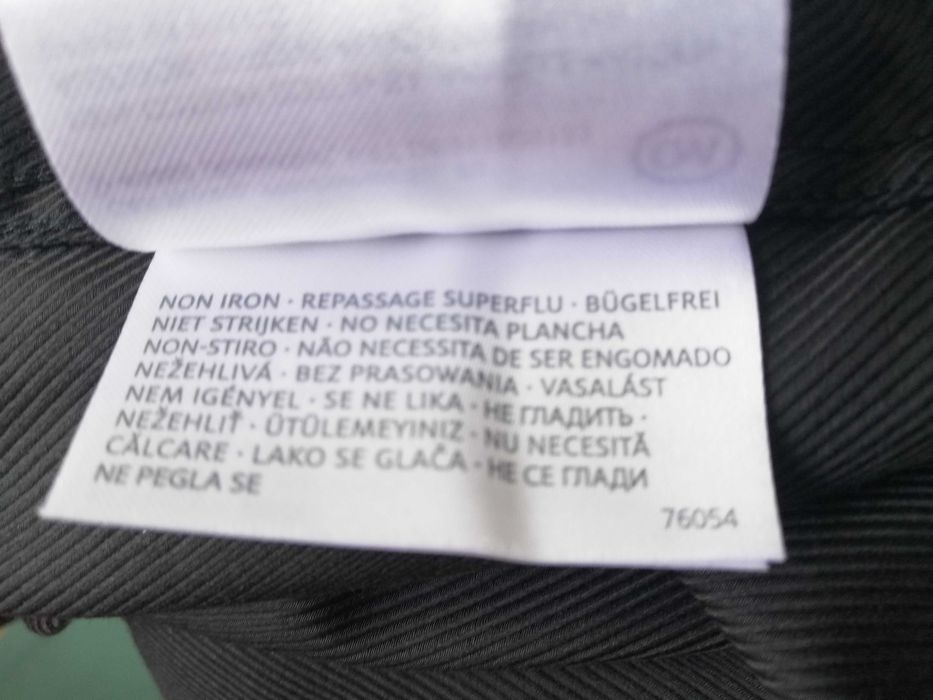 NON IRON · REPASSAGE SUPERFLU · BÜGELFREI
NIET STRIJKEN · NO NECESITA PLANCHA
NON-STIRO · NÃO NECESSITA DE SER ENGOMADO
NEŽEHLIVÁ · BEZ PRASOWANIA · VASALÁST
NEM IGÉNYEL · SE NE LIKA · НЕ ГЛАДИТЬ ·
NEŽEHLIŤ · ÜTÜLEMEYINIZ · NU NECESITĂ
CĂLCARE · LAKO SE GLAČA · НЕ СЕ ГЛАДИ
NE PEGLA SE
76054